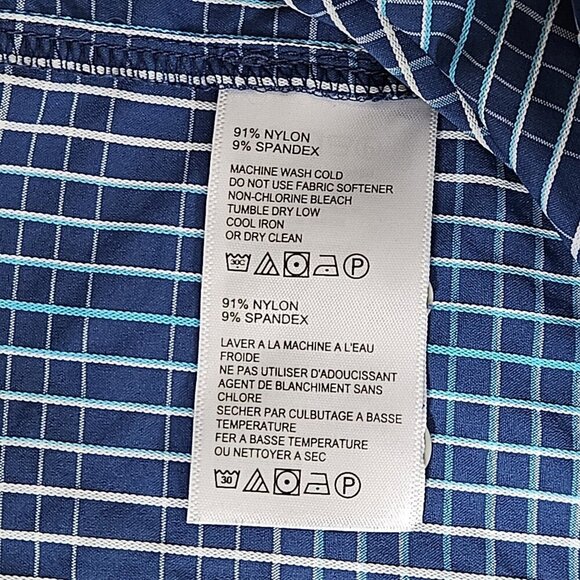 91% NYLON
9% SPANDEX
MACHINE WASH COLD
DO NOT USE FABRIC SOFTENER
NON-CHLORINE BLEACH
TUMBLE DRY LOW
COOL IRON
OR DRY CLEAN
P
91% NYLON
9% SPANDEX
LAVER A LA MACHINE A L'EAU
FROIDE
NE PAS UTILISER D'ADOUCISSANT
AGENT DE BLANCHIMENT SANS
CHLORE
SECHER PAR CULBUTAGE A BASSE
TEMPERATURE
FER A BASSE TEMPERATURE
OU NETTOYER A SEC
30 P